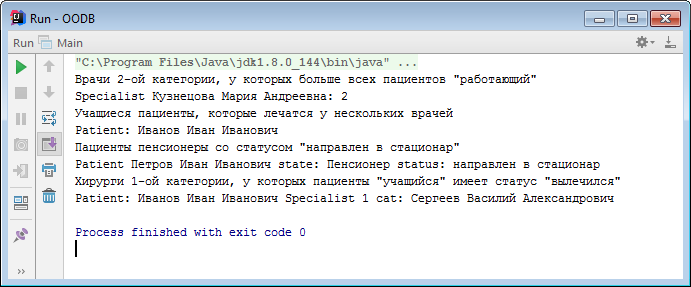 Run - OODB
Run Main
"C:\Program Files\Java\jdk1.8.0_144\bin\java" ...
Врачи 2-ой категории, у которых больше всех пациентов "работающий"
Specialist Кузнецова Мария Андреевна: 2
Учащиеся пациенты, которые лечатся у нескольких врачей
Patient: Иванов Иван Иванович
Пациенты пенсионеры со статусом "направлен в стационар"
Patient Петров Иван Иванович state: Пенсионер status: направлен в стационар
Хирурги 1-ой категории, у которых пациенты "учащийся" имеет статус "вылечился"
Patient: Иванов Иван Иванович Specialist 1 cat: Сергеев Василий Александрович
Process finished with exit code 0
>>